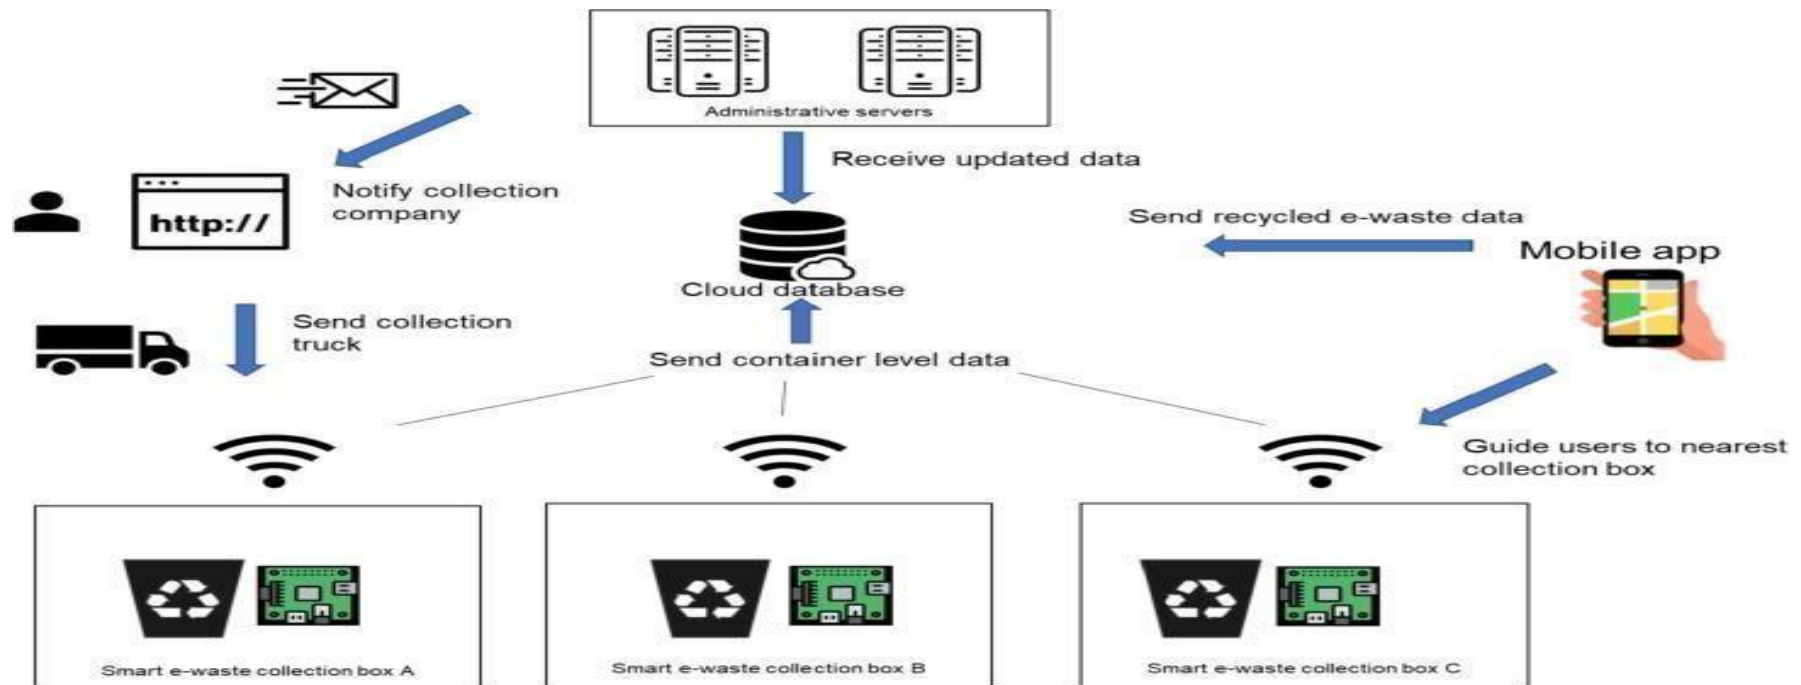 Administrative servers
Receive updated data
Notify collection
company
http://
Send recycled e-waste data
Mobile app
Cloud database
Send collection
truck
Send container level data
Guide users to nearest
collection box
Smart e-waste collection box A
Smart e-waste collection box B
Smart e-waste collection box C